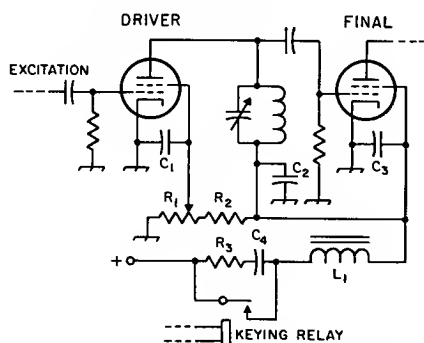 DRIVER
FINAL
EXCITATION
C1
C2
C3
R1
R2
R3
C4
L1
+
KEYING RELAY